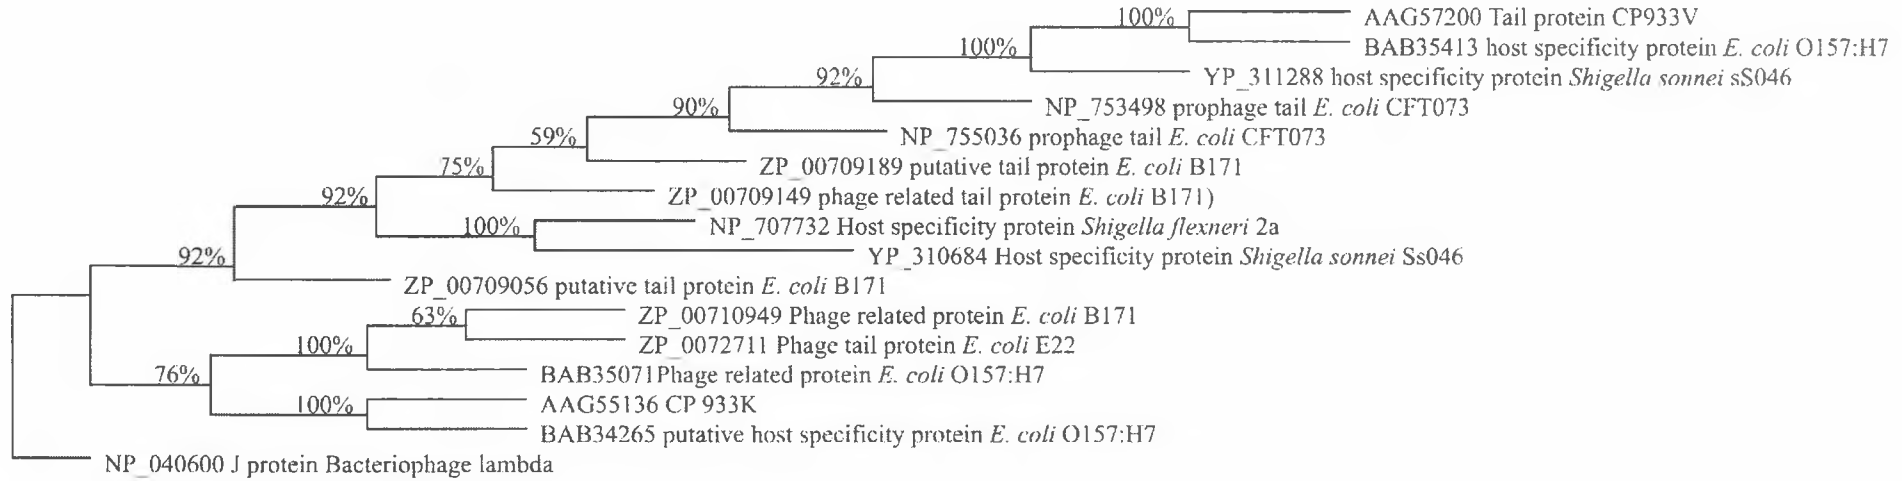 100%
AAG57200 Tail protein CP933V
100%
BAB35413 host specificity protein E. coli O157:H7
92%
YP_311288 host specificity protein Shigella sonnei sS046
90%
NP_753498 prophage tail E. coli CFT073
59%
NP_755036 prophage tail E. coli CFT073
75%
ZP_00709189 putative tail protein E. coli B171
92%
ZP_00709149 phage related tail protein E. coli B171)
100%
NP_707732 Host specificity protein Shigella flexneri 2a
92%
YP_310684 Host specificity protein Shigella sonnei Ss046
ZP_00709056 putative tail protein E. coli B171
63%
ZP_00710949 Phage related protein E. coli B171
100%
ZP_0072711 Phage tail protein E. coli E22
76%
BAB35071Phage related protein E. coli O157:H7
100%
AAG55136 CP 933K
BAB34265 putative host specificity protein E. coli O157:H7
NP_040600 J protein Bacteriophage lambda